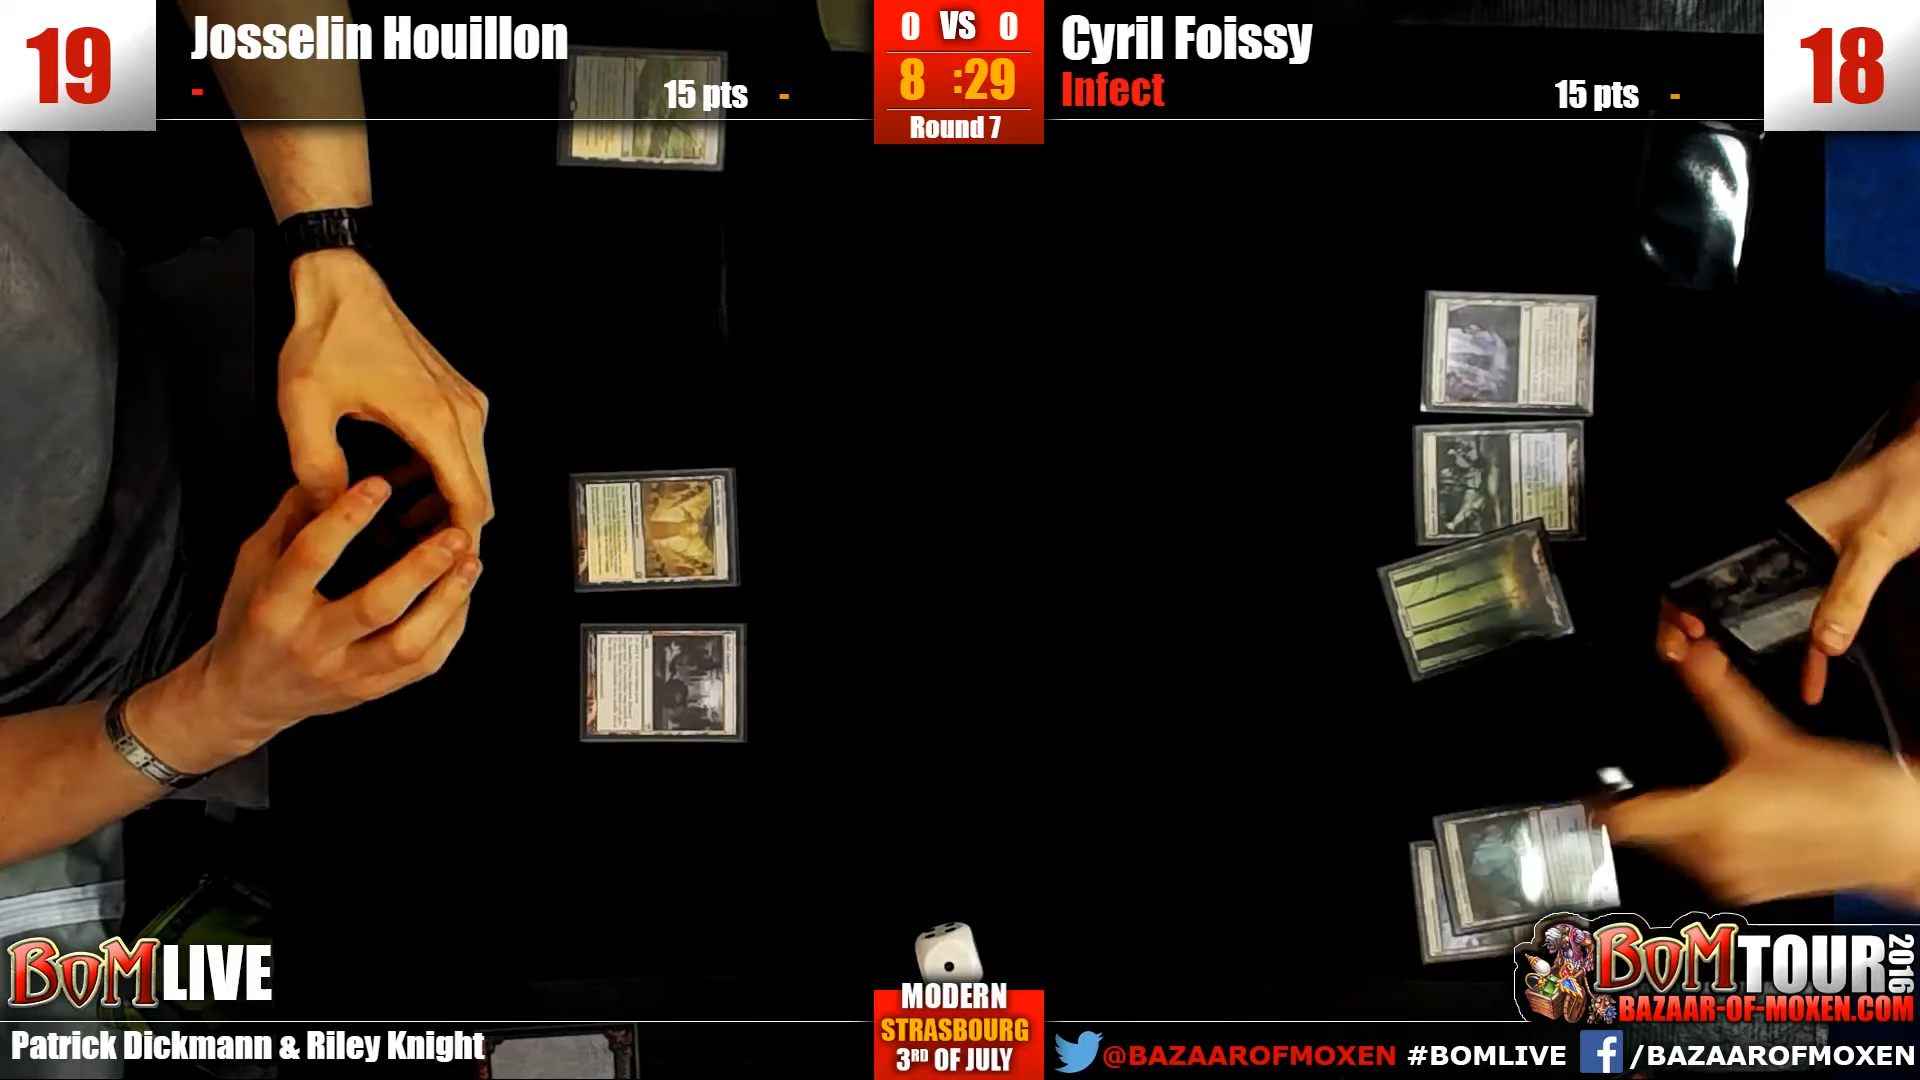 19
Josselin Houillon
-
15 pts -
0 VS 0
8 :29
Round 7
Cyril Foissy
Infect
15 pts -
18
BOM LIVE
Patrick Dickmann & Riley Knight
MODERN
STRASBOURG
3RD OF JULY
BOM TOUR 2016
BAZAAR-OF-MOXEN.COM
@BAZAAROFMOXEN #BOMLIVE /BAZAAROFMOXEN